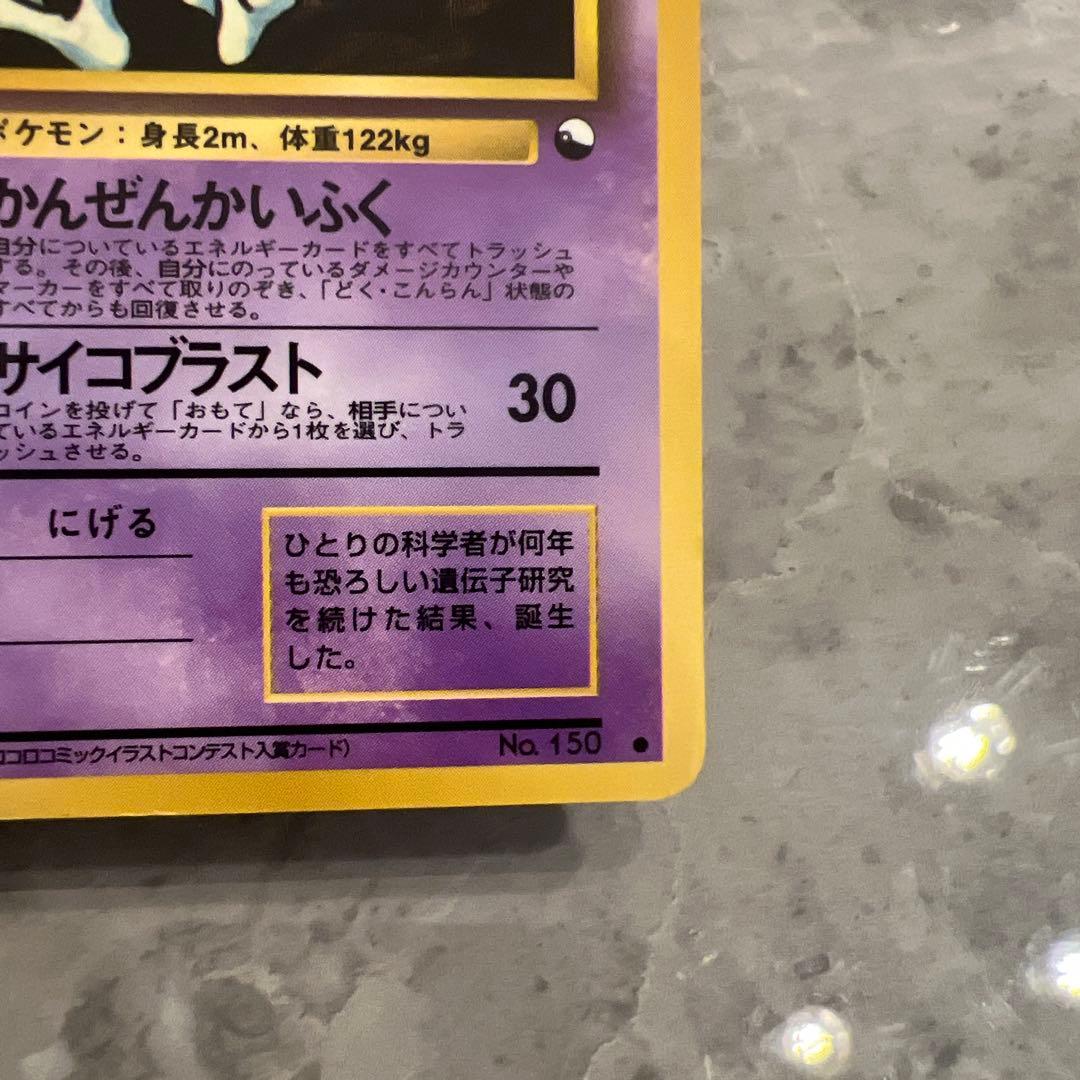 ポケモン：身長2m、体重122kg
かんぜんかいふく
自分についているエネルギーカードをすべてトラッシュ
する。その後、自分にのっているダメージカウンターや
マーカーをすべて取りのぞき、「どく・こんらん」状態の
すべてからも回復させる。
サイコブラスト
30
コインを投げて「おもて」なら、相手につい
ているエネルギーカードから1枚を選び、トラ
ッシュさせる。
にげる
ひとりの科学者が何年
も恐ろしい遺伝子研究
を続けた結果、誕生
した。
コロコロコミックイラストコンテスト入賞カード）
No. 150 ●